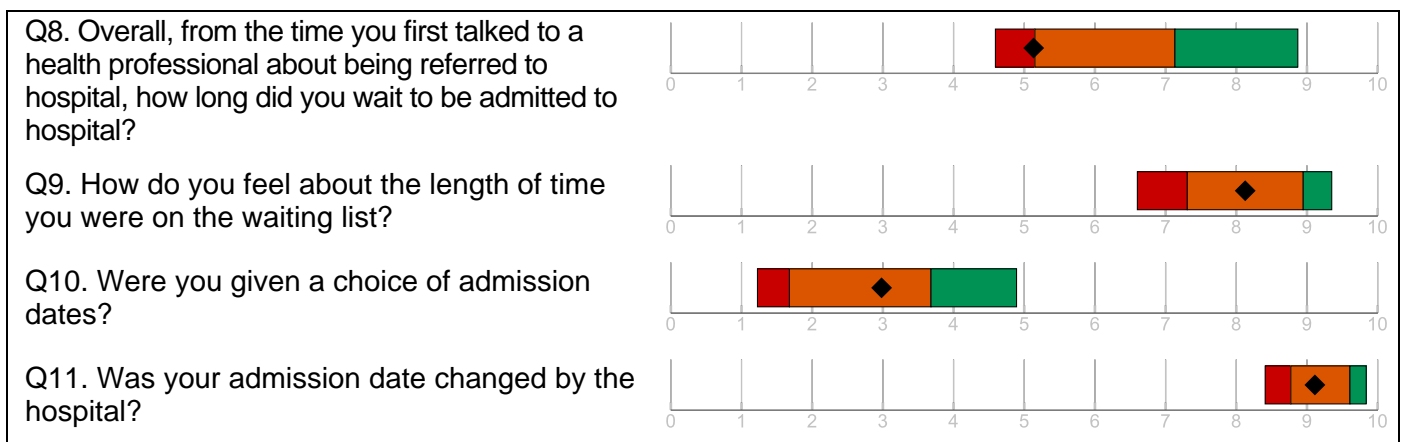 Q8. Overall, from the time you first talked to a
health professional about being referred to
hospital, how long did you wait to be admitted to
hospital?
0 1 2 3 4 5 6 7 8 9 10
Q9. How do you feel about the length of time
you were on the waiting list?
0 1 2 3 4 5 6 7 8 9 10
Q10. Were you given a choice of admission
dates?
0 1 2 3 4 5 6 7 8 9 10
Q11. Was your admission date changed by the
hospital?
0 1 2 3 4 5 6 7 8 9 10